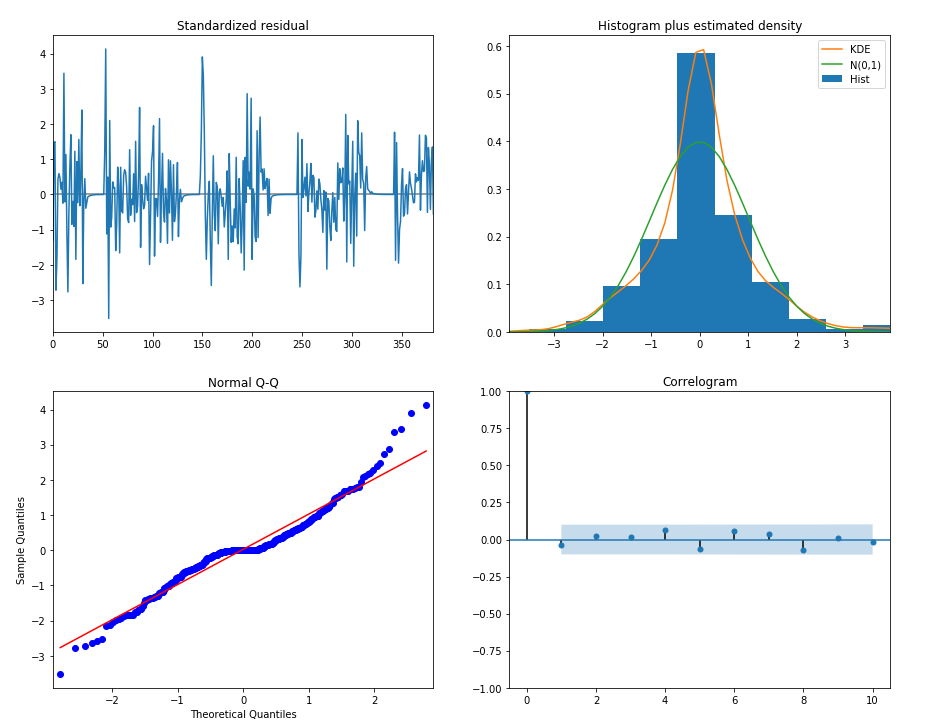 Standardized residual
4
3
2
1
0
−1
−2
−3
0 50 100 150 200 250 300 350
Histogram plus estimated density
KDE
N(0,1)
Hist
0.6
0.5
0.4
0.3
0.2
0.1
0.0
−3 −2 −1 0 1 2 3
Normal Q-Q
Sample Quantiles
4
3
2
1
0
−1
−2
−3
−2 −1 0 1 2
Theoretical Quantiles
Correlogram
1.00
0.75
0.50
0.25
0.00
−0.25
−0.50
−0.75
−1.00
0 2 4 6 8 10